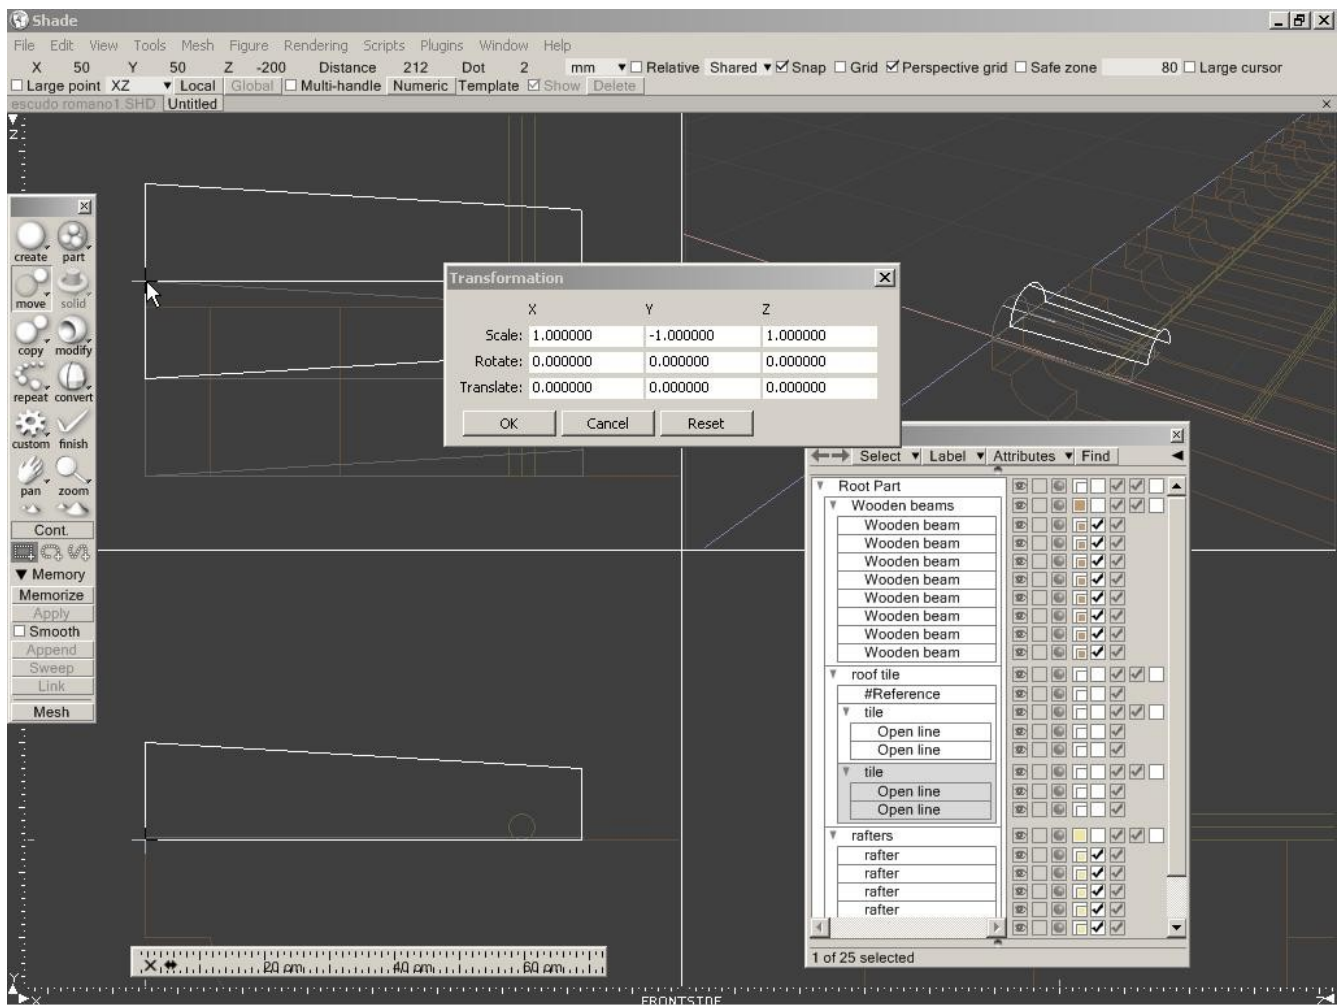 Shade
File Edit View Tools Mesh Figure Rendering Scripts Plugins Window Help
X 50 Y 50 Z -200 Distance 212 Dot 2 mm Relative Shared Snap Grid Perspective grid Safe zone 80 Large cursor
Large point XZ Local Global Multi-handle Numeric Template Show Delete
escudo romano1.SHD Untitled
Z
create part
move solid
copy modify
repeat convert
custom finish
pan zoom
Cont.
Memory
Memorize
Apply
Smooth
Append
Sweep
Link
Mesh
Transformation
X Y Z
Scale: 1.000000 -1.000000 1.000000
Rotate: 0.000000 0.000000 0.000000
Translate: 0.000000 0.000000 0.000000
OK Cancel Reset
Select Label Attributes Find
Root Part
Wooden beams
Wooden beam
Wooden beam
Wooden beam
Wooden beam
Wooden beam
Wooden beam
Wooden beam
Wooden beam
roof tile
#Reference
tile
Open line
Open line
tile
Open line
Open line
rafters
rafter
rafter
rafter
rafter
1 of 25 selected
20 cm 40 cm 60 cm
Y
X FRONTSIDE Z